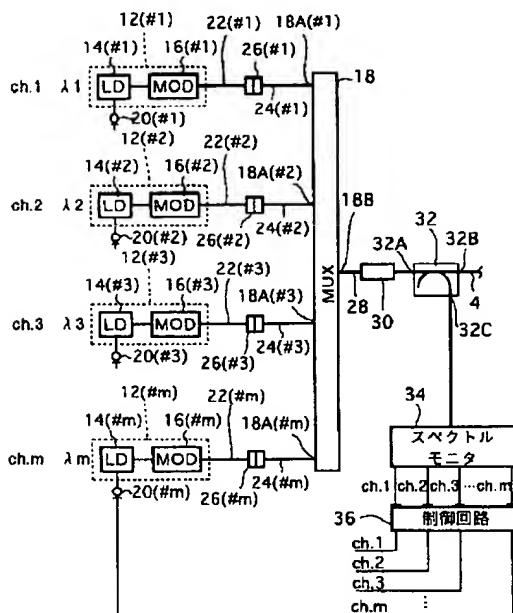 12(#1)
22(#1)
18A(#1)
14(#1)
16(#1)
26(#1)
18
ch.1
λ1
LD
MOD
20(#1)
24(#1)
12(#2)
22(#2)
14(#2)
16(#2)
18A(#2)
ch.2
λ2
LD
MOD
20(#2)
26(#2)
24(#2)
18B
32
32A
32B
MUX
28
30
4
32C
12(#3)
22(#3)
14(#3)
16(#3)
18A(#3)
ch.3
λ3
LD
MOD
20(#3)
26(#3)
24(#3)
12(#m)
22(#m)
14(#m)
16(#m)
18A(#m)
34
ch.m
λm
LD
MOD
スペクトル
モニタ
20(#m)
26(#m)
24(#m)
ch.1
ch.2
ch.3
…ch.m
36
制御回路
ch.1
ch.2
ch.3
⋮
ch.m